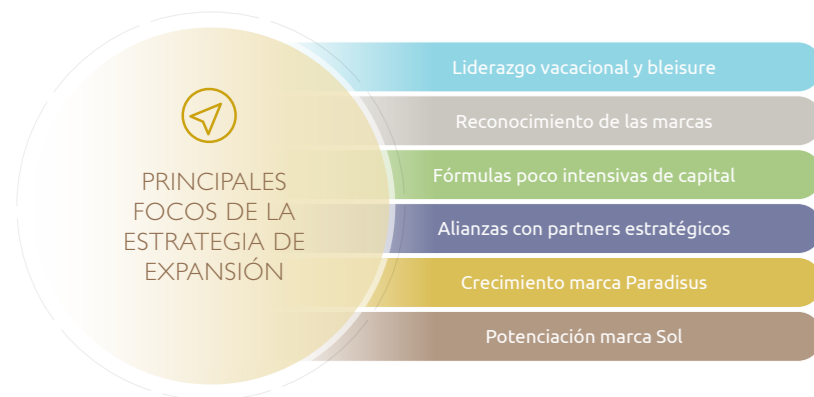 PRINCIPALES
FOCOS DE LA
ESTRATEGIA DE
EXPANSIÓN
Liderazgo vacacional y bleisure
Reconocimiento de las marcas
Fórmulas poco intensivas de capital
Alianzas con partners estratégicos
Crecimiento marca Paradisus
Potenciación marca Sol